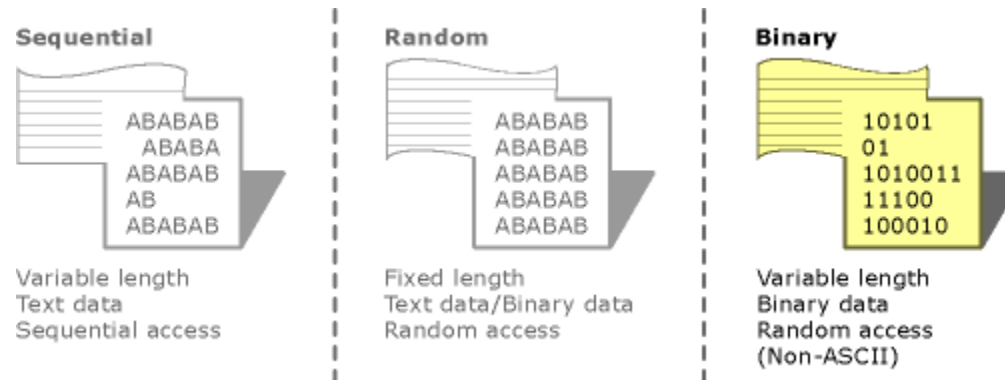 Sequential
ABABAB
ABABA
ABABAB
AB
ABABAB
Variable length
Text data
Sequential access
Random
ABABAB
ABABAB
ABABAB
ABABAB
ABABAB
Fixed length
Text data/Binary data
Random access
Binary
10101
01
1010011
11100
100010
Variable length
Binary data
Random access
(Non-ASCII)